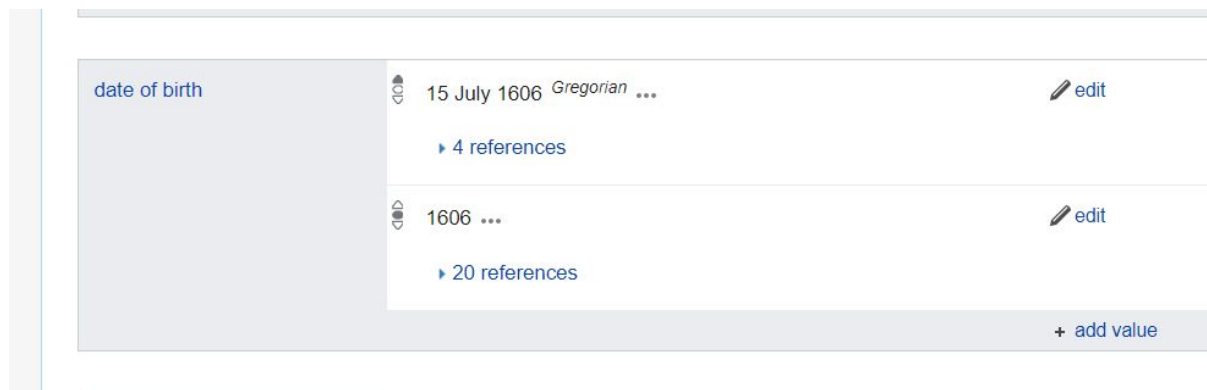 date of birth
15 July 1606 Gregorian ...
edit
4 references
1606 ...
edit
20 references
+ add value